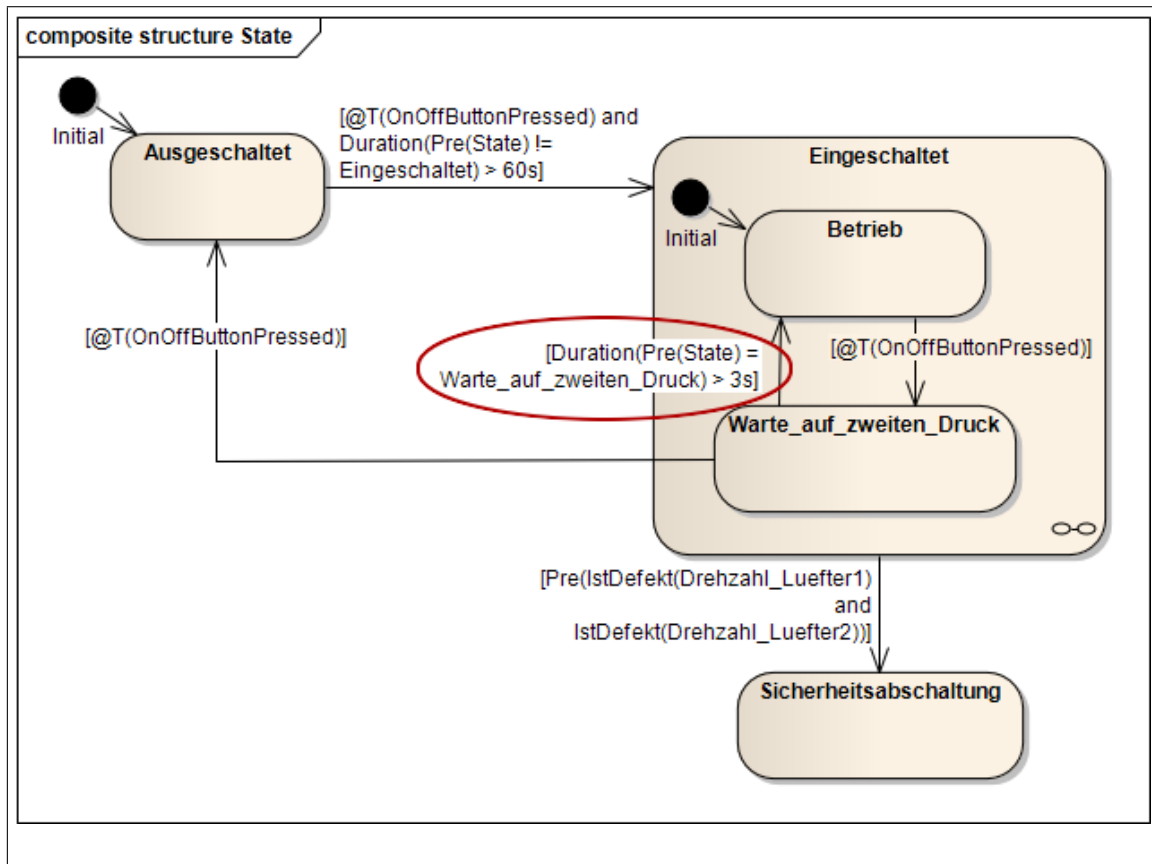 composite structure State
Initial
Ausgeschaltet
[@T(OnOffButtonPressed) and
Duration(Pre(State) !=
Eingeschaltet) > 60s]
Eingeschaltet
Initial
Betrieb
[@T(OnOffButtonPressed)]
[Duration(Pre(State) =
Warte_auf_zweiten_Druck) > 3s]
[@T(OnOffButtonPressed)]
Warte_auf_zweiten_Druck
[Pre(IstDefekt(Drehzahl_Luefter1)
and
IstDefekt(Drehzahl_Luefter2))]
Sicherheitsabschaltung